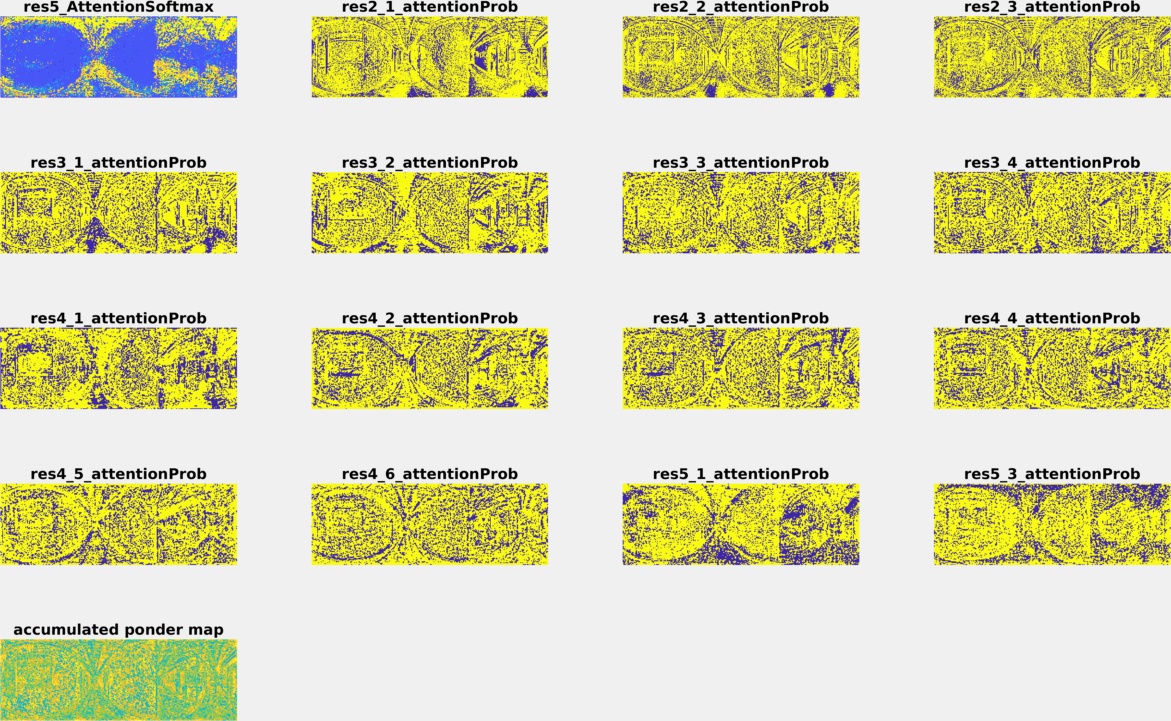 res5_AttentionSoftmax
res2_1_attentionProb
res2_2_attentionProb
res2_3_attentionProb
res3_1_attentionProb
res3_2_attentionProb
res3_3_attentionProb
res3_4_attentionProb
res4_1_attentionProb
res4_2_attentionProb
res4_3_attentionProb
res4_4_attentionProb
res4_5_attentionProb
res4_6_attentionProb
res5_1_attentionProb
res5_3_attentionProb
accumulated ponder map